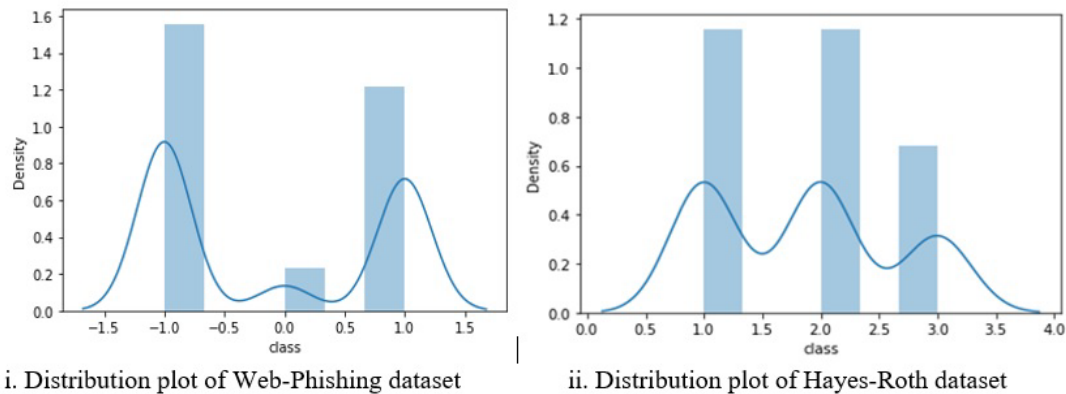 1.6
1.4
1.2
1.0
0.8
0.6
0.4
0.2
0.0
Density
−1.5 −1.0 −0.5 0.0 0.5 1.0 1.5
class
i. Distribution plot of Web-Phishing dataset
1.2
1.0
0.8
0.6
0.4
0.2
0.0
Density
0.0 0.5 1.0 1.5 2.0 2.5 3.0 3.5 4.0
class
ii. Distribution plot of Hayes-Roth dataset